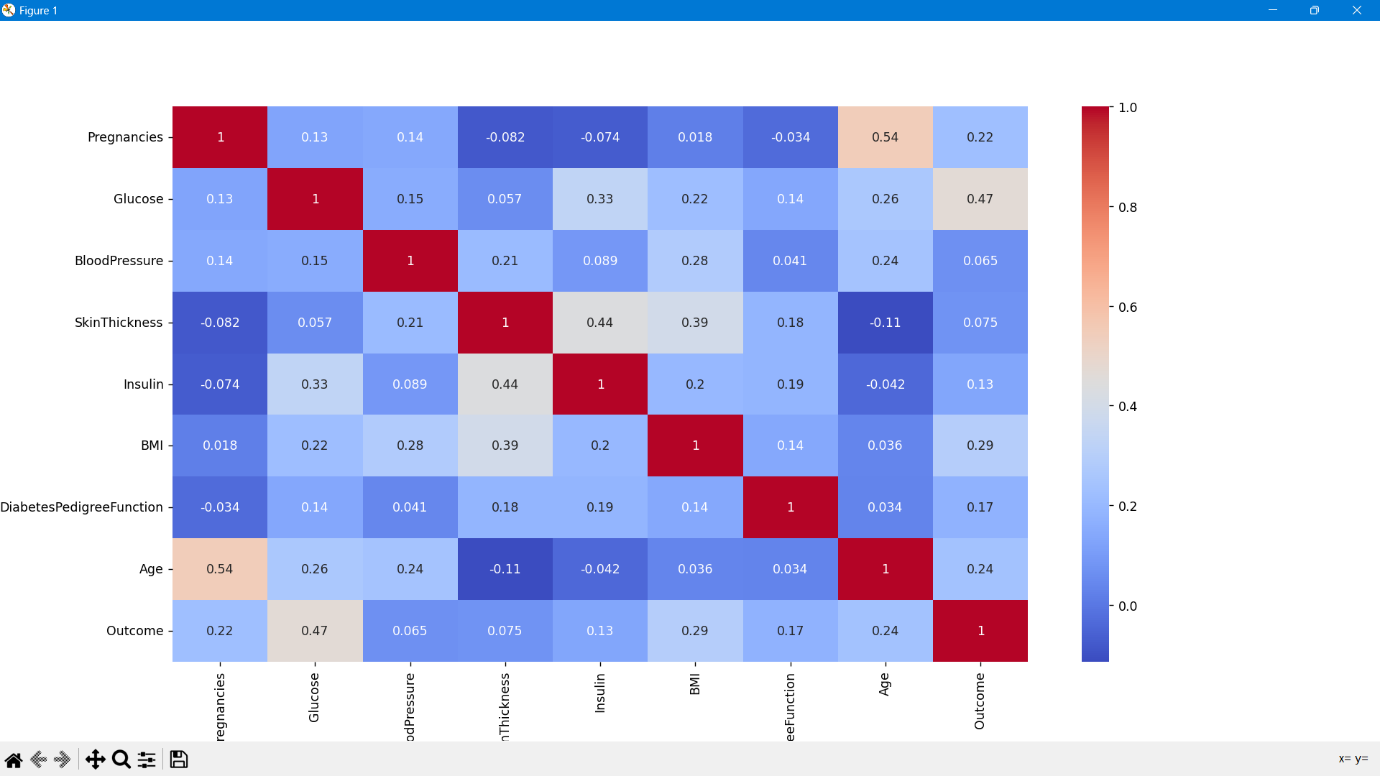 Figure 1
1.0
Pregnancies 1 0.13 0.14 -0.082 -0.074 0.018 -0.034 0.54 0.22
0.8
Glucose 0.13 1 0.15 0.057 0.33 0.22 0.14 0.26 0.47
BloodPressure 0.14 0.15 1 0.21 0.089 0.28 0.041 0.24 0.065
0.6
SkinThickness -0.082 0.057 0.21 1 0.44 0.39 0.18 -0.11 0.075
Insulin -0.074 0.33 0.089 0.44 1 0.2 0.19 -0.042 0.13
0.4
BMI 0.018 0.22 0.28 0.39 0.2 1 0.14 0.036 0.29
DiabetesPedigreeFunction -0.034 0.14 0.041 0.18 0.19 0.14 1 0.034 0.17
0.2
Age 0.54 0.26 0.24 -0.11 -0.042 0.036 0.034 1 0.24
0.0
Outcome 0.22 0.47 0.065 0.075 0.13 0.29 0.17 0.24 1
regnancies
Glucose
odPressure
nThickness
Insulin
BMI
eeFunction
Age
Outcome
x= y=